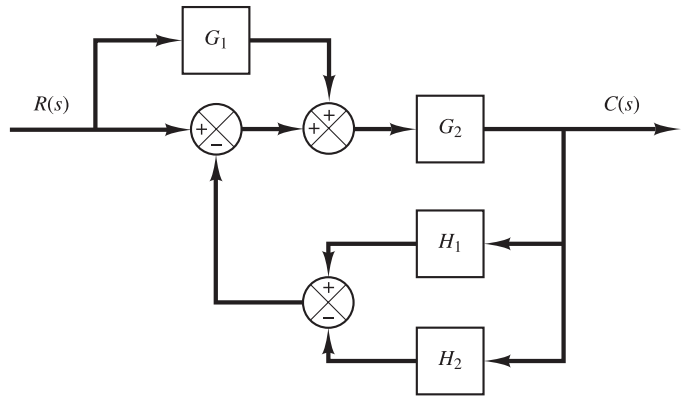 G₁
R(s)
C(s)
+
+
+
−
G₂
H₁
+
−
H₂